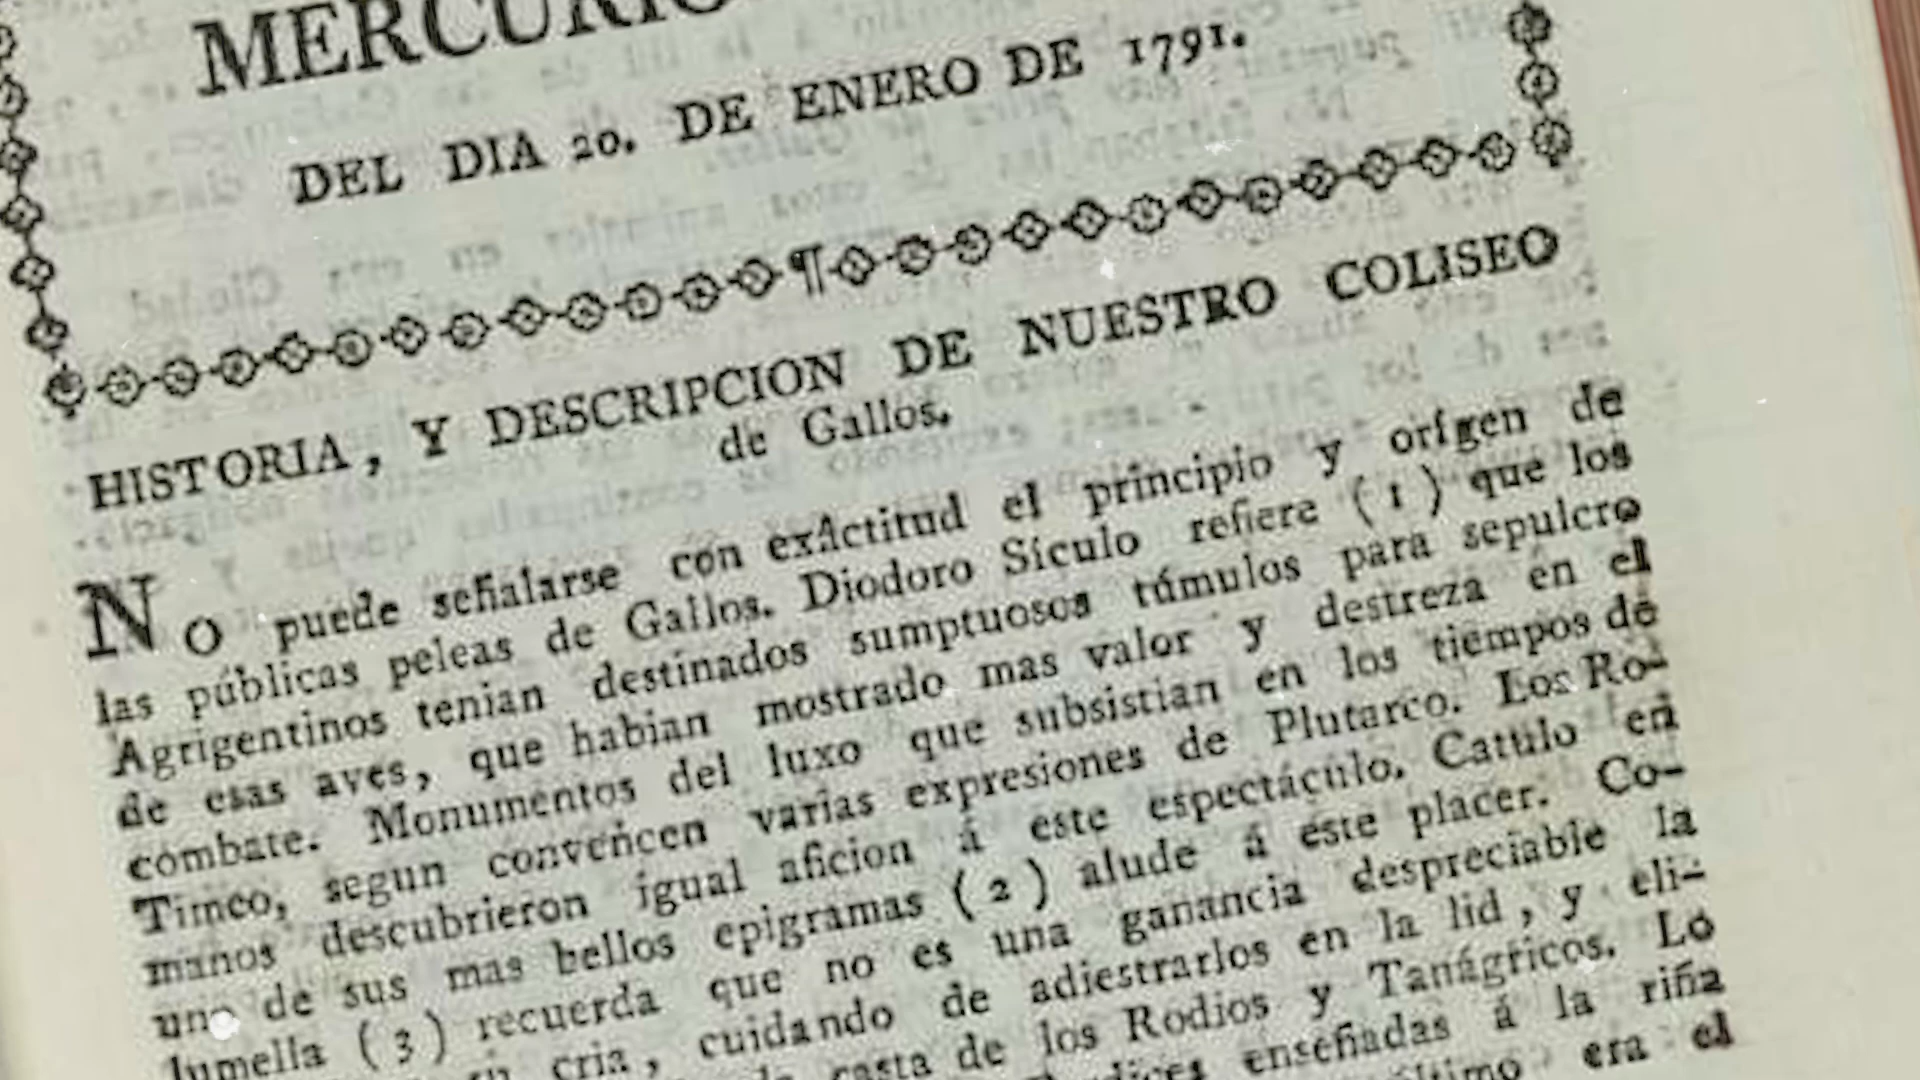 MERCURIO
DEL DIA 20. DE ENERO DE 1791.
HISTORIA, Y DESCRIPCION DE NUESTRO COLISEO
de Gallos.
No puede señalarse con exâctitud el principio y orígen de
las públicas peleas de Gallos. Diodoro Sículo refiere (1) que los
Agrigentinos tenian destinados sumptuosos túmulos para sepulcro
de esas aves, que habian mostrado mas valor y destreza en el
combate. Monumentos del luxo que subsistian en los tiempos de
Timeo, segun convencen varias expresiones de Plutarco. Los Ro-
manos descubrieron igual aficion á este espectáculo. Catulo en
uno de sus mas bellos epigramas (2) alude á este placer. Co-
lumella (3) recuerda que no es una ganancia despreciable la
cria, cuidando de adiestrarlos en la lid, y eli-
casta de los Rodios y Tanágricos. Lo
enseñadas á la riña
era el